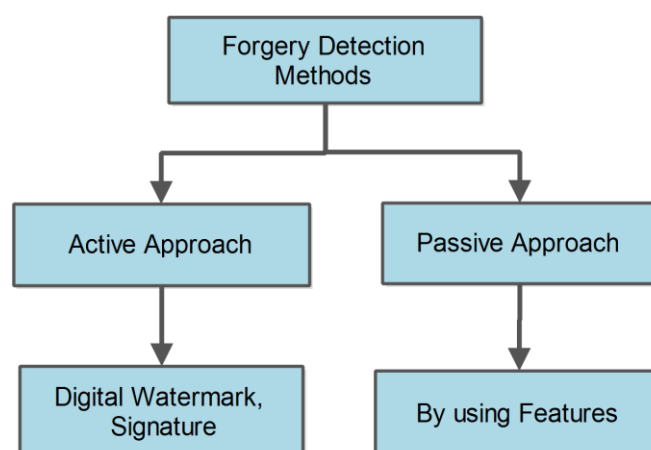 Forgery Detection
Methods
Active Approach
Passive Approach
Digital Watermark,
Signature
By using Features